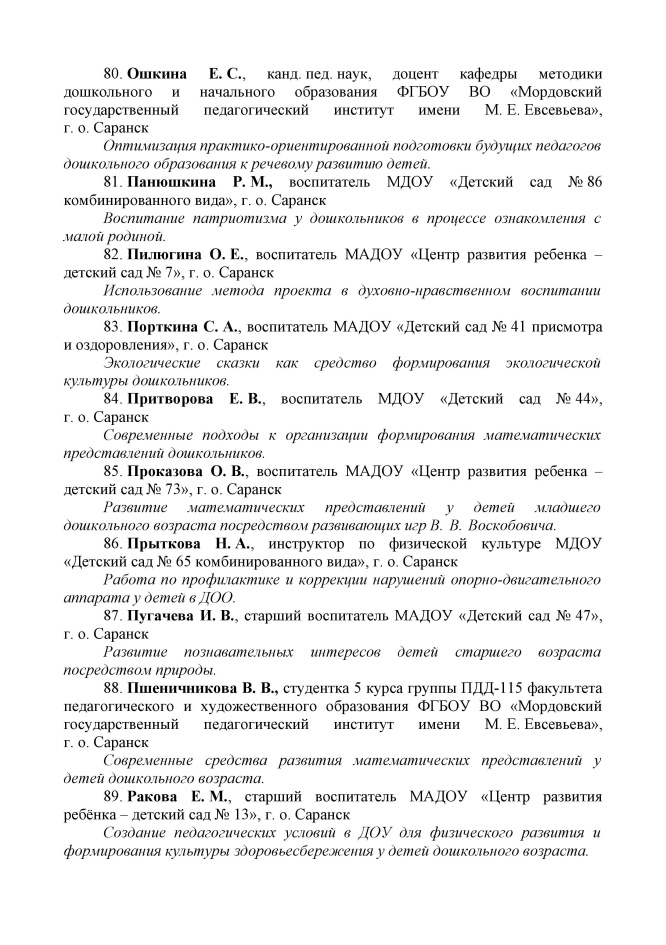 80. Ошкина Е. С., канд. пед. наук, доцент кафедры методики
дошкольного и начального образования ФГБОУ ВО «Мордовский
государственный педагогический институт имени М. Е. Евсевьева»,
г. о. Саранск
Оптимизация практико-ориентированной подготовки будущих педагогов
дошкольного образования к речевому развитию детей.
81. Панюшкина Р. М., воспитатель МДОУ «Детский сад № 86
комбинированного вида», г. о. Саранск
Воспитание патриотизма у дошкольников в процессе ознакомления с
малой родиной.
82. Пилюгина О. Е., воспитатель МАДОУ «Центр развития ребенка –
детский сад № 7», г. о. Саранск
Использование метода проекта в духовно-нравственном воспитании
дошкольников.
83. Порткина С. А., воспитатель МАДОУ «Детский сад № 41 присмотра
и оздоровления», г. о. Саранск
Экологические сказки как средство формирования экологической
культуры дошкольников.
84. Притворова Е. В., воспитатель МДОУ «Детский сад № 44»,
г. о. Саранск
Современные подходы к организации формирования математических
представлений дошкольников.
85. Проказова О. В., воспитатель МАДОУ «Центр развития ребенка –
детский сад № 73», г. о. Саранск
Развитие математических представлений у детей младшего
дошкольного возраста посредством развивающих игр В. В. Воскобовича.
86. Прыткова Н. А., инструктор по физической культуре МДОУ
«Детский сад № 65 комбинированного вида», г. о. Саранск
Работа по профилактике и коррекции нарушений опорно-двигательного
аппарата у детей в ДОО.
87. Пугачева И. В., старший воспитатель МАДОУ «Детский сад № 47»,
г. о. Саранск
Развитие познавательных интересов детей старшего возраста
посредством природы.
88. Пшеничникова В. В., студентка 5 курса группы ПДД-115 факультета
педагогического и художественного образования ФГБОУ ВО «Мордовский
государственный педагогический институт имени М. Е. Евсевьева»,
г. о. Саранск
Современные средства развития математических представлений у
детей дошкольного возраста.
89. Ракова Е. М., старший воспитатель МАДОУ «Центр развития
ребёнка – детский сад № 13», г. о. Саранск
Создание педагогических условий в ДОУ для физического развития и
формирования культуры здоровьесбережения у детей дошкольного возраста.